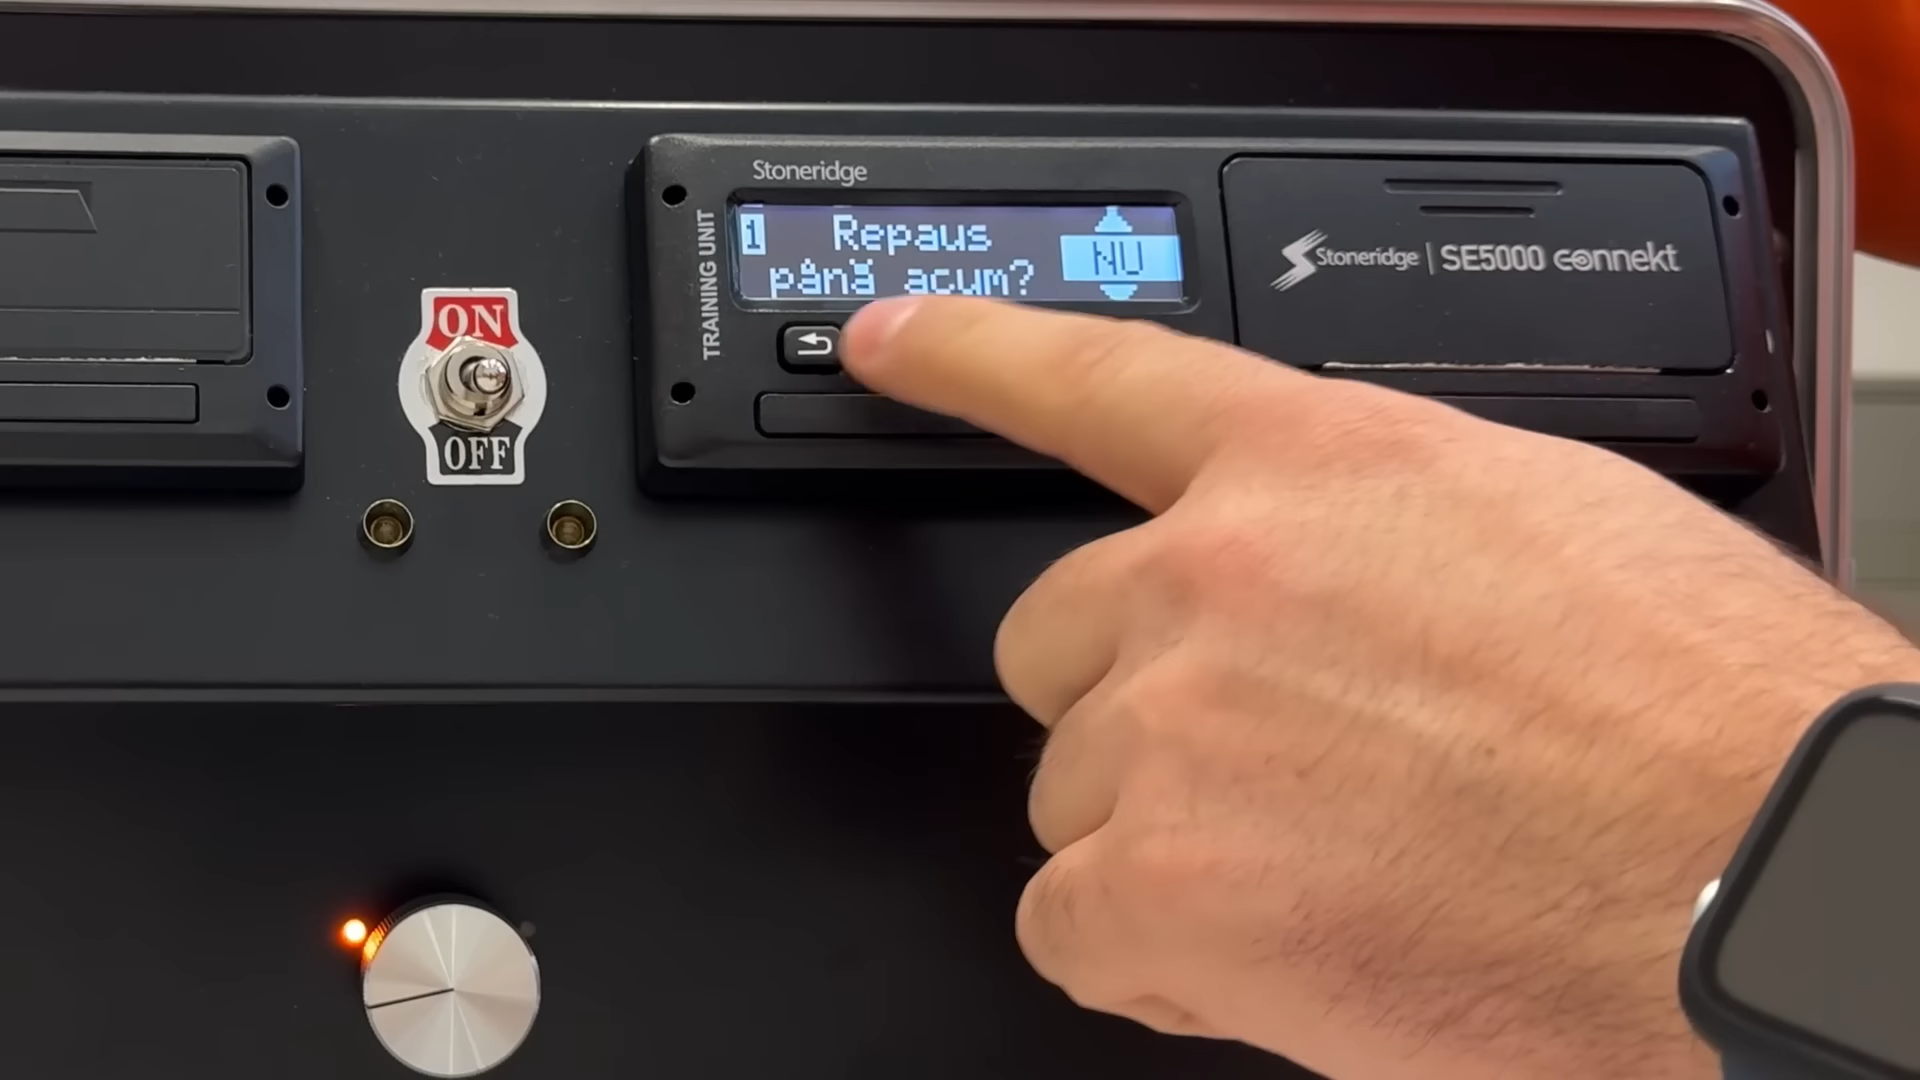 Stoneridge
TRAINING UNIT
1 Repaus
până acum?
NU
Stoneridge | SE5000 connekt
ON
OFF